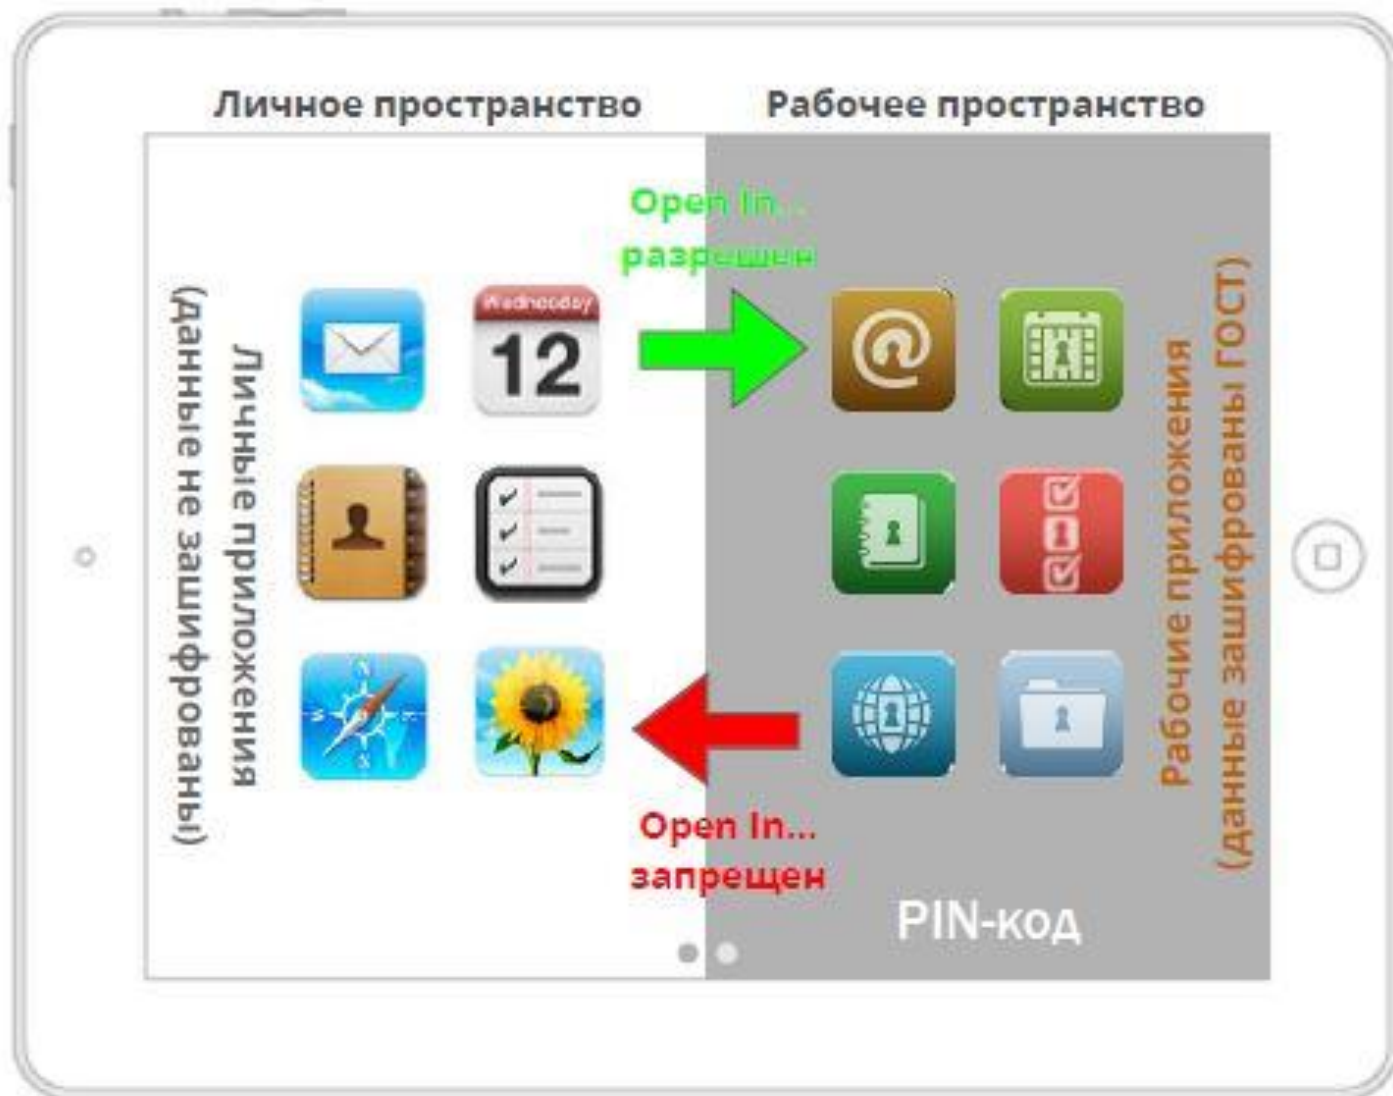 Личное пространство
Рабочее пространство
Open In...
разрешен
Wednesday
12
Личные приложения
(данные не зашифрованы)
Рабочие приложения
(данные зашифрованы ГОСТ)
Open In...
запрещен
PIN-код